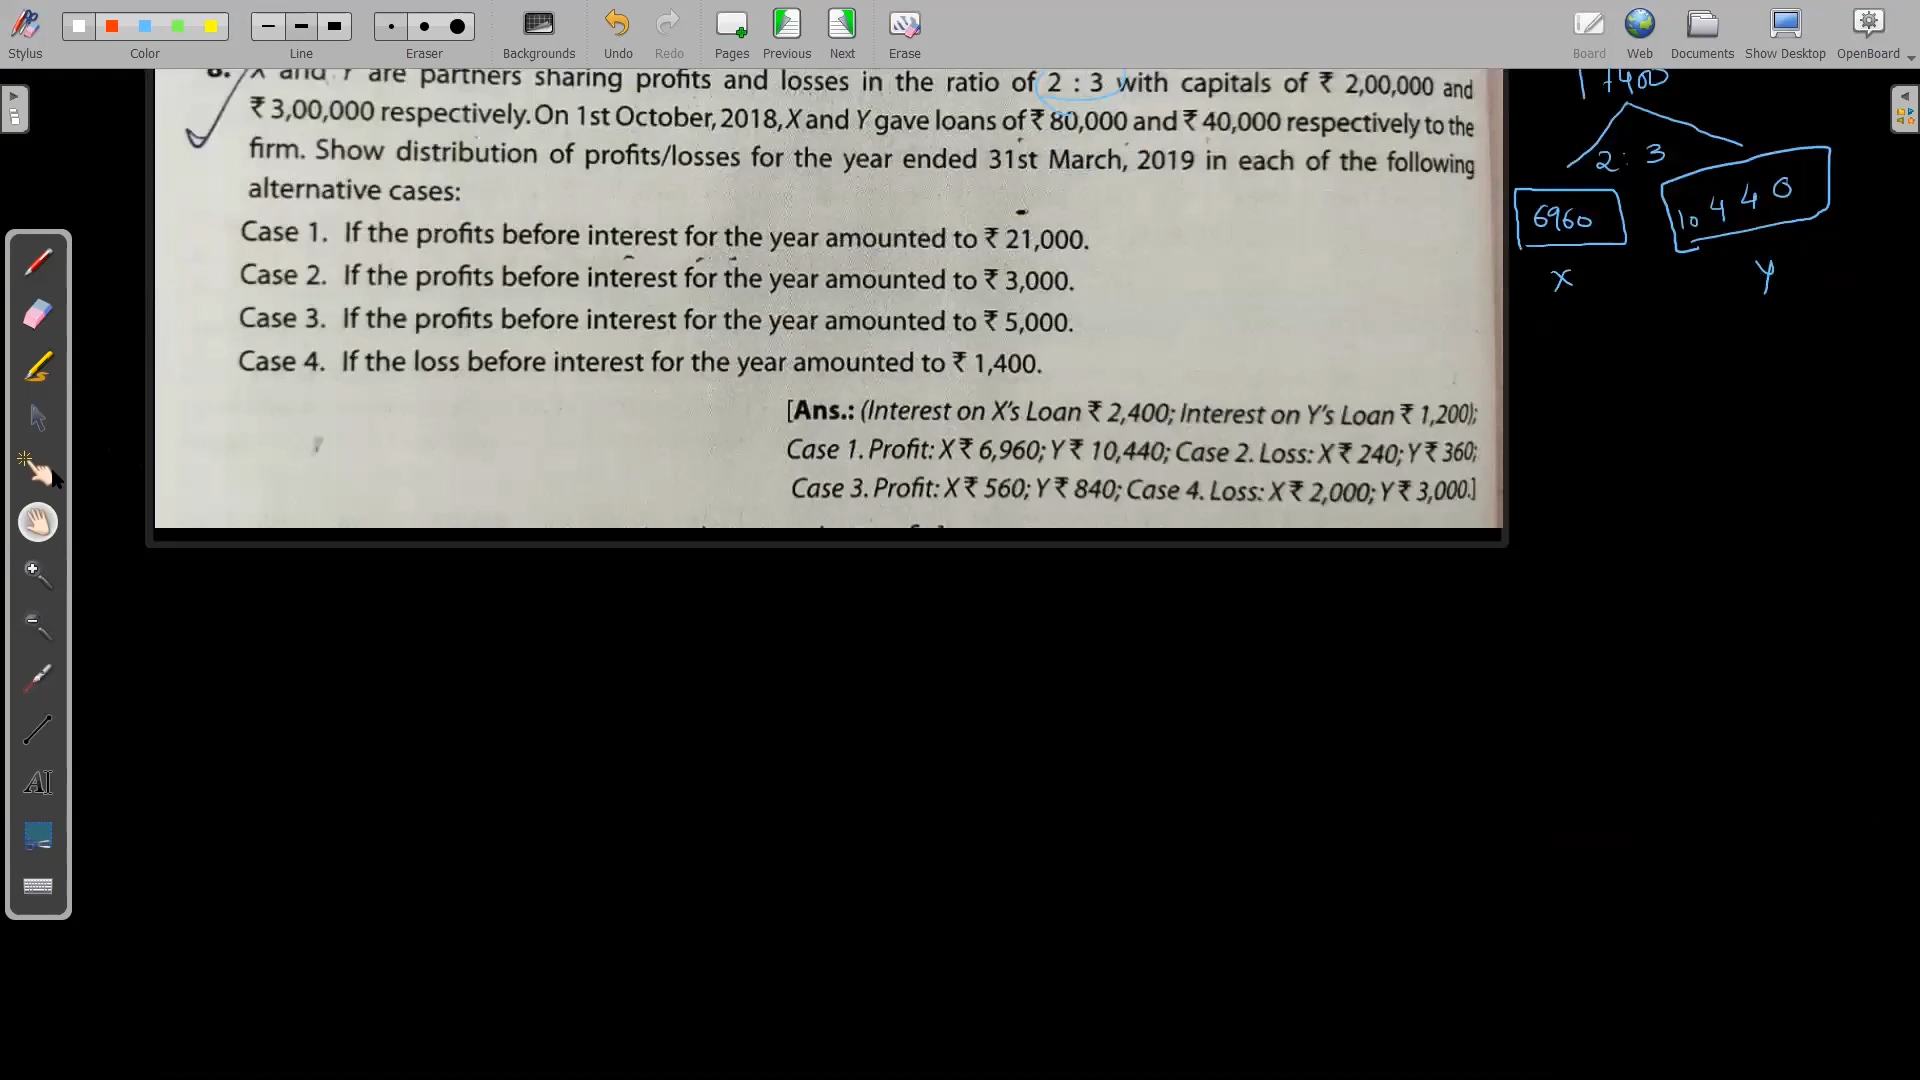 Stylus
Color
Line
Eraser
Backgrounds
Undo
Redo
Pages
Previous
Next
Erase
Board
Web
Documents
Show Desktop
OpenBoard
8. X and Y are partners sharing profits and losses in the ratio of 2 : 3 with capitals of ₹ 2,00,000 and
₹ 3,00,000 respectively. On 1st October, 2018, X and Y gave loans of ₹ 80,000 and ₹ 40,000 respectively to the
firm. Show distribution of profits/losses for the year ended 31st March, 2019 in each of the following
alternative cases:
Case 1. If the profits before interest for the year amounted to ₹ 21,000.
Case 2. If the profits before interest for the year amounted to ₹ 3,000.
Case 3. If the profits before interest for the year amounted to ₹ 5,000.
Case 4. If the loss before interest for the year amounted to ₹ 1,400.
[Ans.: (Interest on X's Loan ₹ 2,400; Interest on Y's Loan ₹ 1,200);
Case 1. Profit: X ₹ 6,960; Y ₹ 10,440; Case 2. Loss: X ₹ 240; Y ₹ 360;
Case 3. Profit: X ₹ 560; Y ₹ 840; Case 4. Loss: X ₹ 2,000; Y ₹ 3,000.]
17400
2 : 3
6960
10440
X
Y
AI